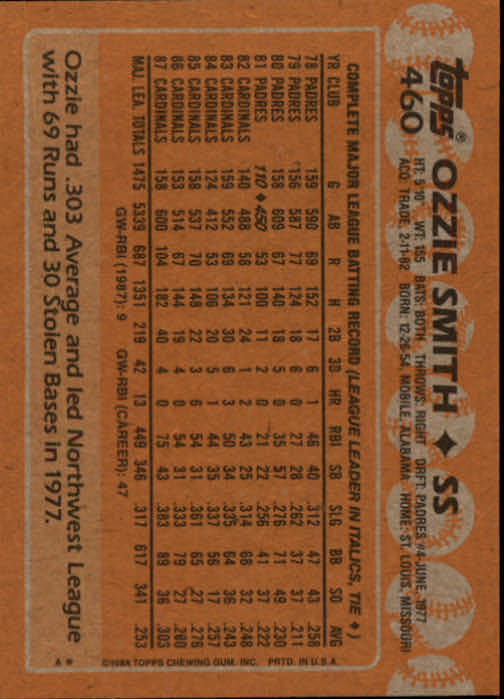 topps®
460 OZZIE SMITH ♦ SS
HT: 5'10" WT: 155 BATS: BOTH THROWS: RIGHT DRFT: PADRES #4-JUNE, 1977
ACQ: TRADE, 2-11-82 BORN: 12-26-54, MOBILE, ALABAMA HOME: ST. LOUIS, MISSOURI
COMPLETE MAJOR LEAGUE BATTING RECORD (LEAGUE LEADER IN ITALICS, TIE ♦)
YR CLUB G AB R H 2B 3B HR RBI SB SLG BB SO AVG
78 PADRES 159 590 69 152 17 6 1 46 40 .312 47 43 .258
79 PADRES 156 587 77 124 18 6 0 27 28 .262 37 37 .211
80 PADRES 158 609 67 140 18 5 0 35 57 .276 71 49 .230
81 PADRES 110♦ 450 53 100 11 2 0 21 22 .256 41 37 .222
82 CARDINALS 140 488 58 121 24 1 2 43 25 .314 68 32 .248
83 CARDINALS 159 552 69 134 30 6 3 50 34 .335 64 36 .243
84 CARDINALS 124 412 53 106 20 5 1 44 35 .337 56 17 .257
85 CARDINALS 158 537 70 148 22 3 6 54 31 .361 65 27 .276
86 CARDINALS 153 514 67 144 19 4 0 54 31 .333 79 27 .280
87 CARDINALS 158 600 104 182 40 4 0 75 43 .383 89 36 .303
MAJ. LEA. TOTALS 1475 5339 687 1351 219 42 13 449 346 .317 617 341 .253
GW-RBI (1987): 9 GW-RBI (CAREER): 47
Ozzie had .303 Average and led Northwest League
with 69 Runs and 30 Stolen Bases in 1977.
©1988 TOPPS CHEWING GUM, INC. PRTD. IN U.S.A.
A*